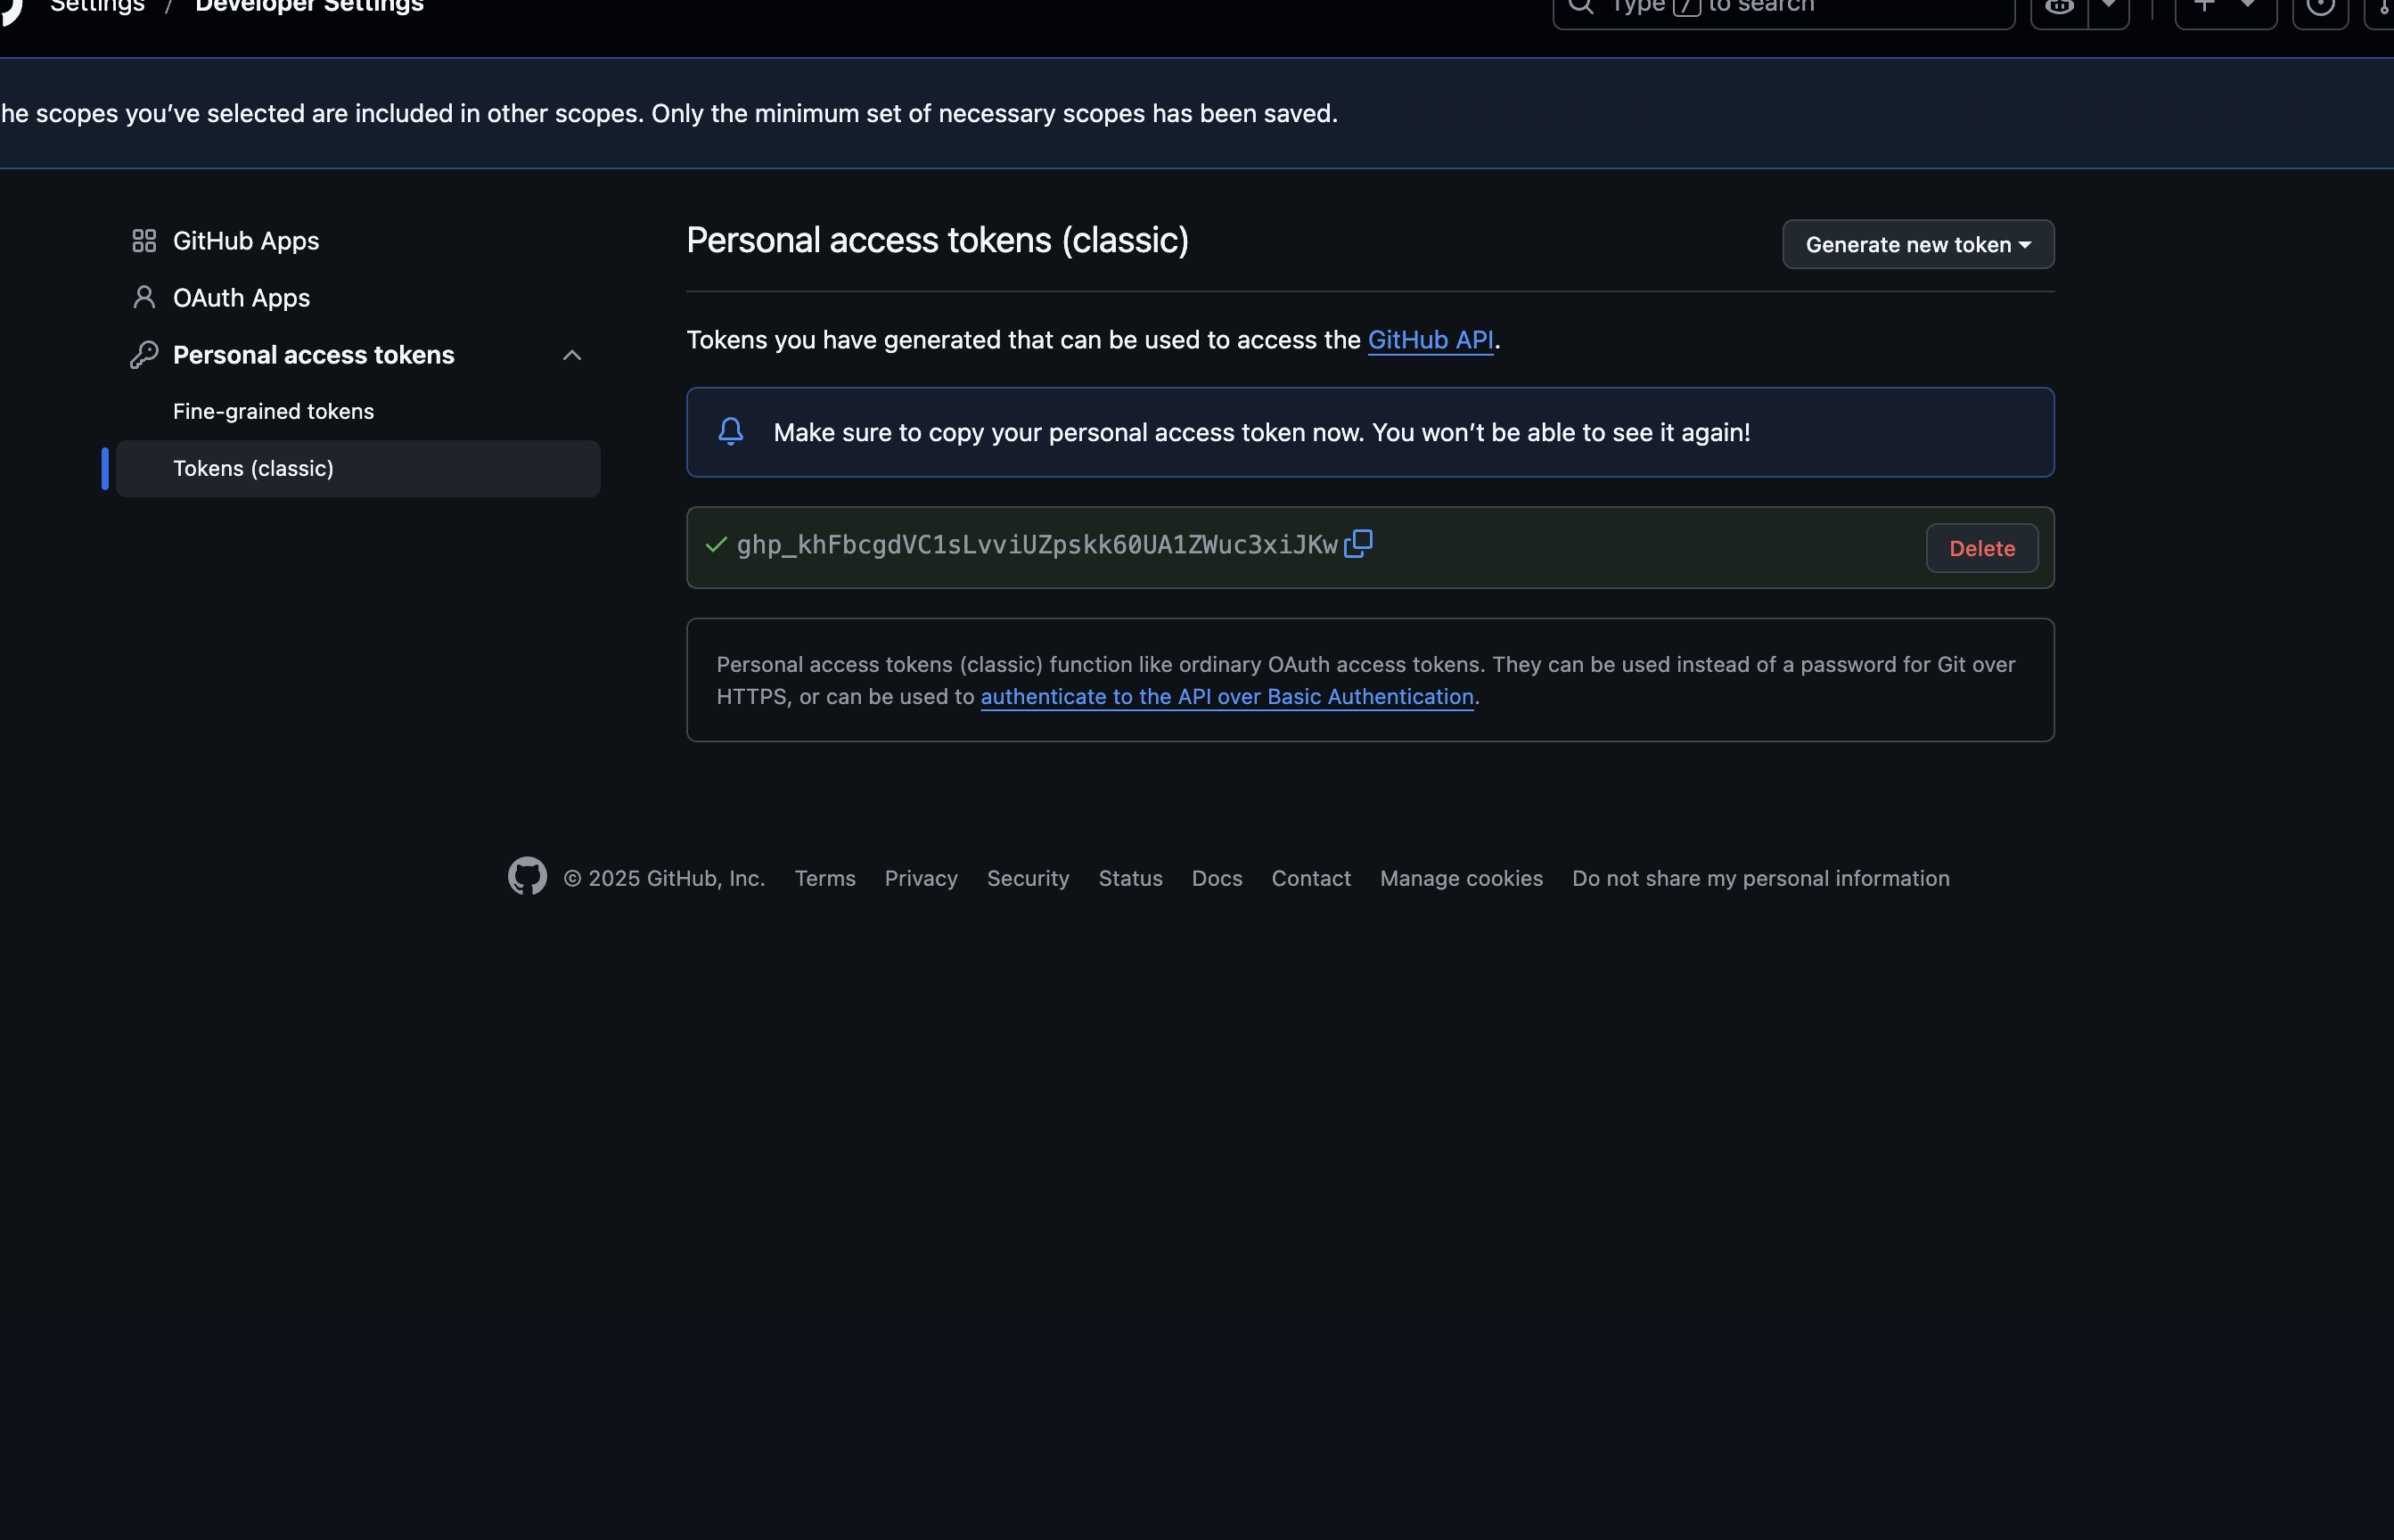 Settings / Developer Settings
Type / to search
he scopes you’ve selected are included in other scopes. Only the minimum set of necessary scopes has been saved.
GitHub Apps
OAuth Apps
Personal access tokens
Fine-grained tokens
Tokens (classic)
Personal access tokens (classic)
Generate new token
Tokens you have generated that can be used to access the GitHub API.
Make sure to copy your personal access token now. You won’t be able to see it again!
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
Delete
Personal access tokens (classic) function like ordinary OAuth access tokens. They can be used instead of a password for Git over
HTTPS, or can be used to authenticate to the API over Basic Authentication.
© 2025 GitHub, Inc. Terms Privacy Security Status Docs Contact Manage cookies Do not share my personal information